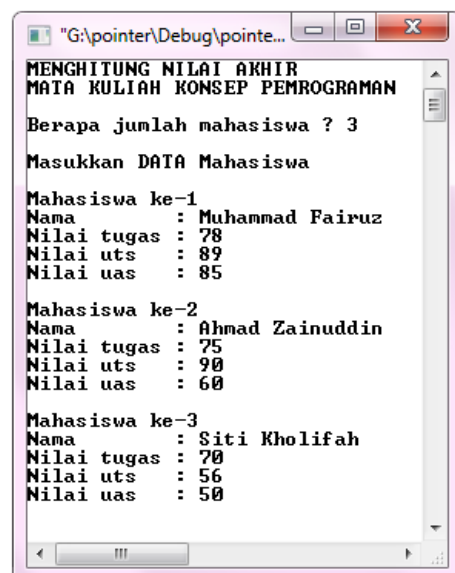 "G:\pointer\Debug\pointe...
MENGHITUNG NILAI AKHIR
MATA KULIAH KONSEP PEMROGRAMAN
Berapa jumlah mahasiswa ? 3
Masukkan DATA Mahasiswa
Mahasiswa ke-1
Nama : Muhammad Fairuz
Nilai tugas : 78
Nilai uts : 89
Nilai uas : 85
Mahasiswa ke-2
Nama : Ahmad Zainuddin
Nilai tugas : 75
Nilai uts : 90
Nilai uas : 60
Mahasiswa ke-3
Nama : Siti Kholifah
Nilai tugas : 70
Nilai uts : 56
Nilai uas : 50